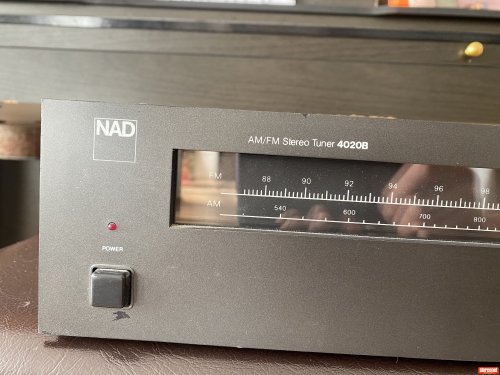 NAD
AM/FM Stereo Tuner 4020B
FM 88 90 92 94 96 98
AM 540 600 700 800
POWER